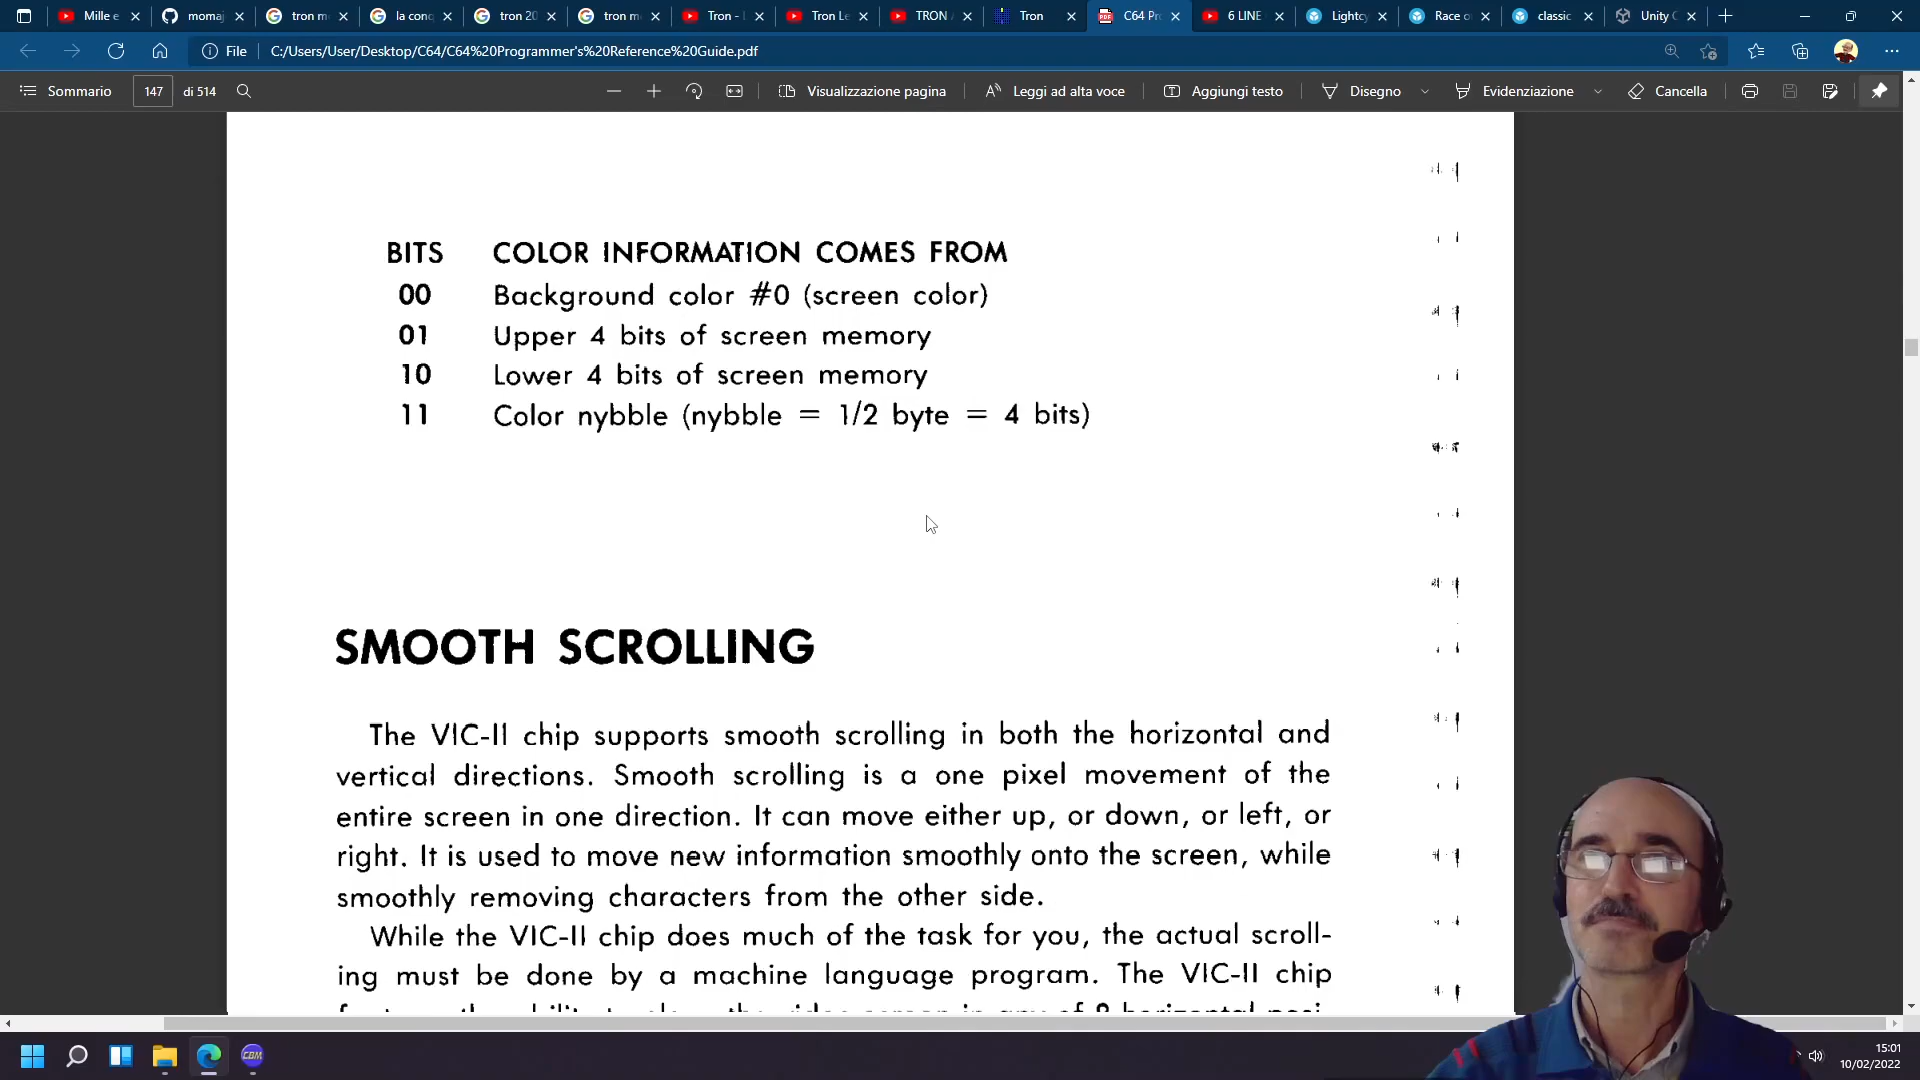 Mille e
momaj
tron m
la conq
tron 20
tron m
Tron - L
Tron Le
TRON
Tron
C64 Pr
6 LINE
Lightcy
Race o
classic
Unity C
File
C:/Users/User/Desktop/C64/C64%20Programmer's%20Reference%20Guide.pdf
Sommario
147
di 514
Visualizzazione pagina
Leggi ad alta voce
Aggiungi testo
Disegno
Evidenziazione
Cancella
BITS COLOR INFORMATION COMES FROM
00 Background color #0 (screen color)
01 Upper 4 bits of screen memory
10 Lower 4 bits of screen memory
11 Color nybble (nybble = 1/2 byte = 4 bits)
SMOOTH SCROLLING
The VIC-II chip supports smooth scrolling in both the horizontal and
vertical directions. Smooth scrolling is a one pixel movement of the
entire screen in one direction. It can move either up, or down, or left, or
right. It is used to move new information smoothly onto the screen, while
smoothly removing characters from the other side.
While the VIC-II chip does much of the task for you, the actual scroll-
ing must be done by a machine language program. The VIC-II chip
CBM
15:01
10/02/2022